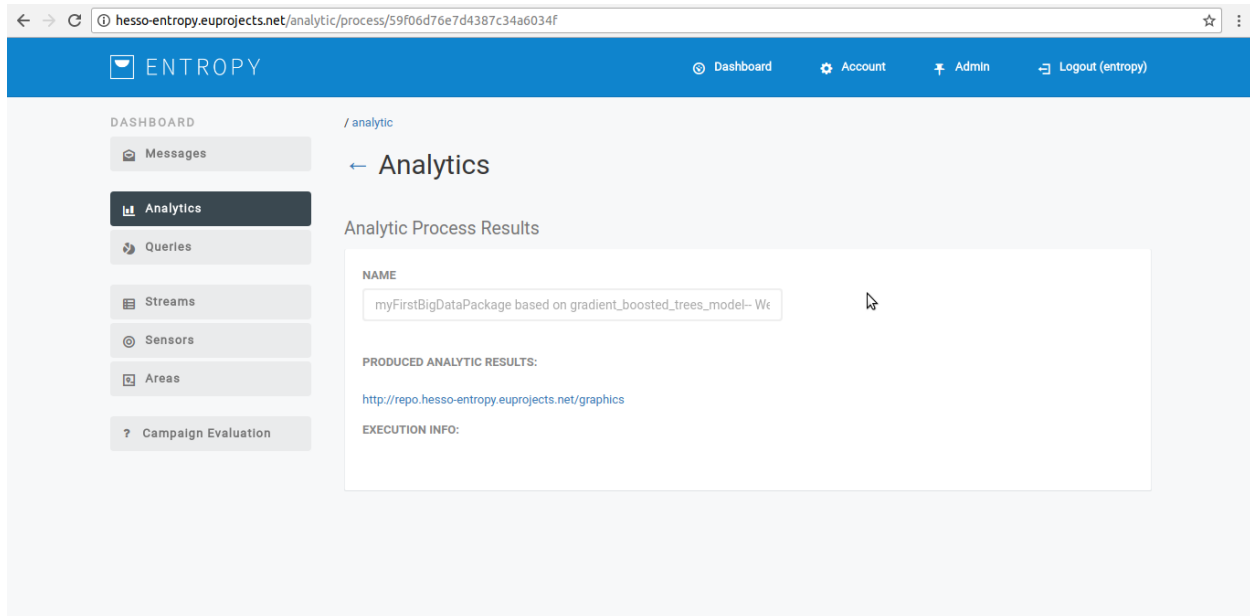 hesso-entropy.euprojects.net/analytic/process/59f06d76e7d4387c34a6034f
ENTROPY
Dashboard Account Admin Logout (entropy)
DASHBOARD
Messages
Analytics
Queries
Streams
Sensors
Areas
? Campaign Evaluation
/ analytic
← Analytics
Analytic Process Results
NAME
myFirstBigDataPackage based on gradient_boosted_trees_model-- We
PRODUCED ANALYTIC RESULTS:
http://repo.hesso-entropy.euprojects.net/graphics
EXECUTION INFO: